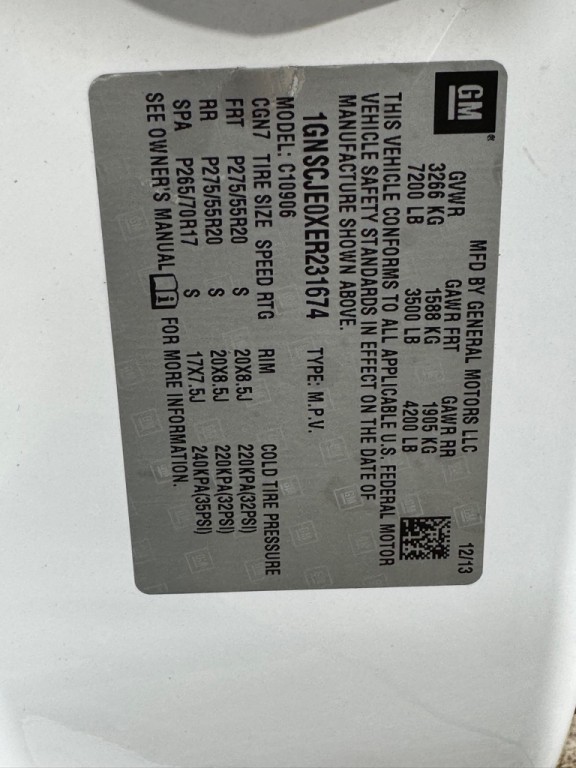 GM®
MFD BY GENERAL MOTORS LLC 12/13
GVWR GAWR FRT GAWR RR
3266 KG 1588 KG 1905 KG
7200 LB 3500 LB 4200 LB
THIS VEHICLE CONFORMS TO ALL APPLICABLE U.S. FEDERAL MOTOR
VEHICLE SAFETY STANDARDS IN EFFECT ON THE DATE OF
MANUFACTURE SHOWN ABOVE.
1GNSCJE0XER231674 TYPE: M.P.V.
MODEL: C10906
CGN7 TIRE SIZE SPEED RTG RIM COLD TIRE PRESSURE
FRT P275/55R20 S 20X8.5J 220KPA(32PSI)
RR P275/55R20 S 20X8.5J 220KPA(32PSI)
SPA P265/70R17 S 17X7.5J 240KPA(35PSI)
SEE OWNER'S MANUAL i FOR MORE INFORMATION.